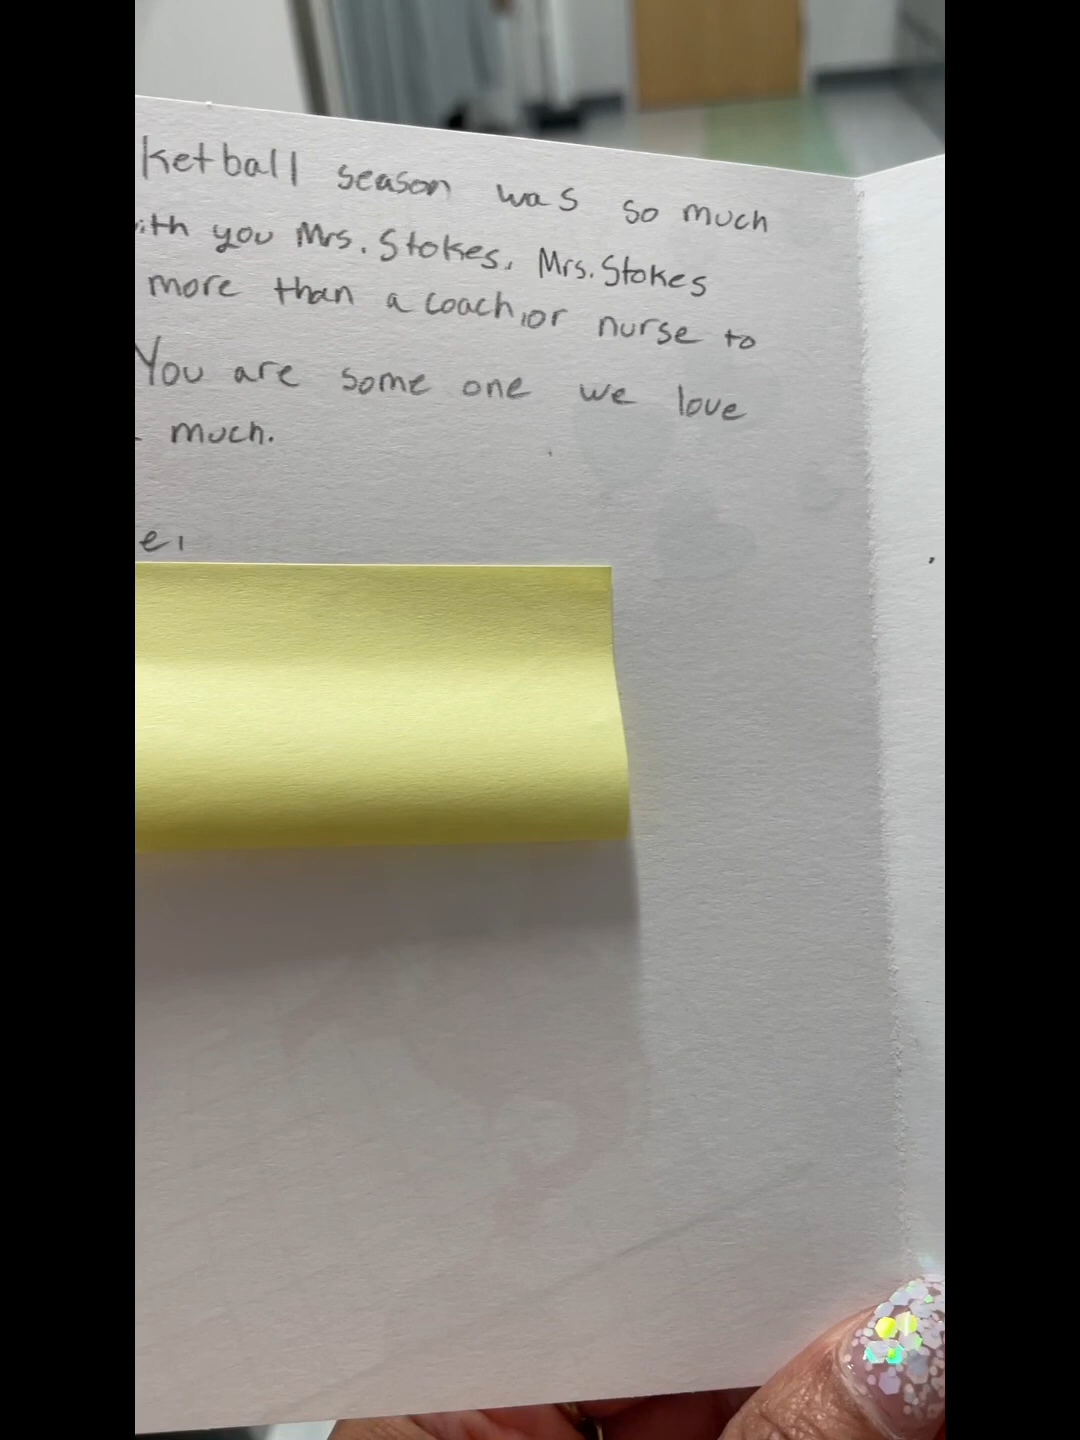 ketball season was so much
ith you Mrs. Stokes. Mrs. Stokes
more than a coach, or nurse to
You are some one we love
much.
e,